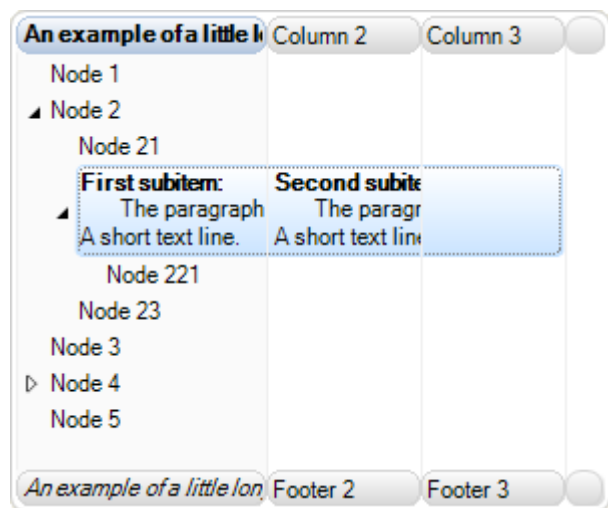 An example of a little l Column 2 Column 3
Node 1
Node 2
Node 21
First subitem: Second subite
The paragraph The paragr
A short text line. A short text line
Node 221
Node 23
Node 3
Node 4
Node 5
An example of a little lon Footer 2 Footer 3